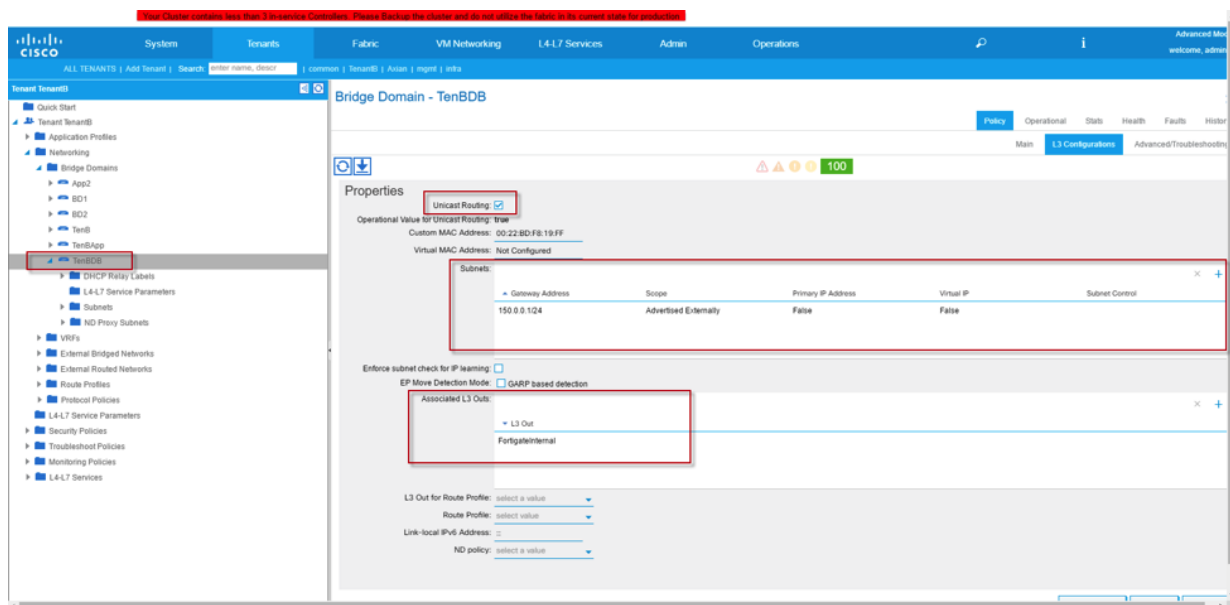 Your Cluster contains less than 3 in-service Controllers. Please Backup the cluster and do not utilize the fabric in its current state for production.
CISCO
System Tenants Fabric VM Networking L4-L7 Services Admin Operations i Advanced Mod
welcome, admin
ALL TENANTS | Add Tenant | Search: enter name, descr | common | TenantB | Asian | mgmt | infra
Tenant TenantB
Quick Start
Tenant TenantB
Application Profiles
Networking
Bridge Domains
App2
BD1
BD2
TenB
TenBApp
TenBDB
DHCP Relay Labels
L4-L7 Service Parameters
Subnets
ND Proxy Subnets
VRFs
External Bridged Networks
External Routed Networks
Route Profiles
Protocol Policies
L4-L7 Service Parameters
Security Policies
Troubleshoot Policies
Monitoring Policies
L4-L7 Services
Bridge Domain - TenBDB
Policy Operational Stats Health Faults Histor
Main L3 Configurations Advanced/Troubleshooting
100
Properties
Unicast Routing:
Operational Value for Unicast Routing: true
Custom MAC Address: 00:22:BD:F8:19:FF
Virtual MAC Address: Not Configured
Subnets:
Gateway Address Scope Primary IP Address Virtual IP Subnet Control
150.0.0.1/24 Advertised Externally False False
Enforce subnet check for IP learning:
EP Move Detection Mode: GARP based detection
Associated L3 Outs:
L3 Out
FortigateInternal
L3 Out for Route Profile: select a value
Route Profile: select value
Link-local IPv6 Address: ::
ND policy: select a value